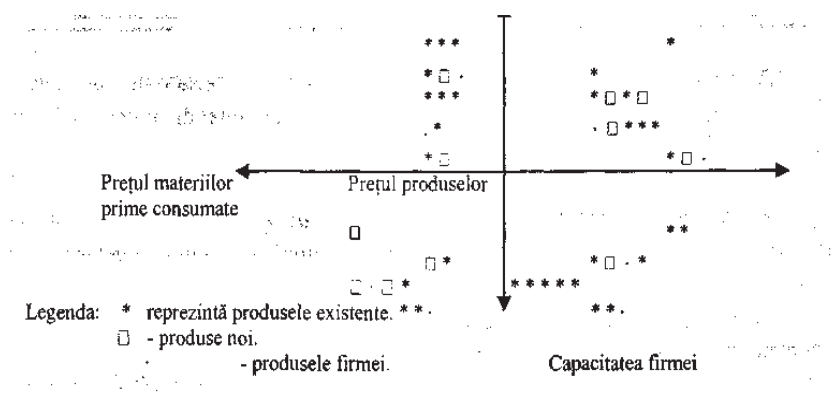 Prețul materiilor
prime consumate
Prețul produselor
Legenda: * reprezintă produsele existente.
- produse noi.
- produsele firmei.
Capacitatea firmei